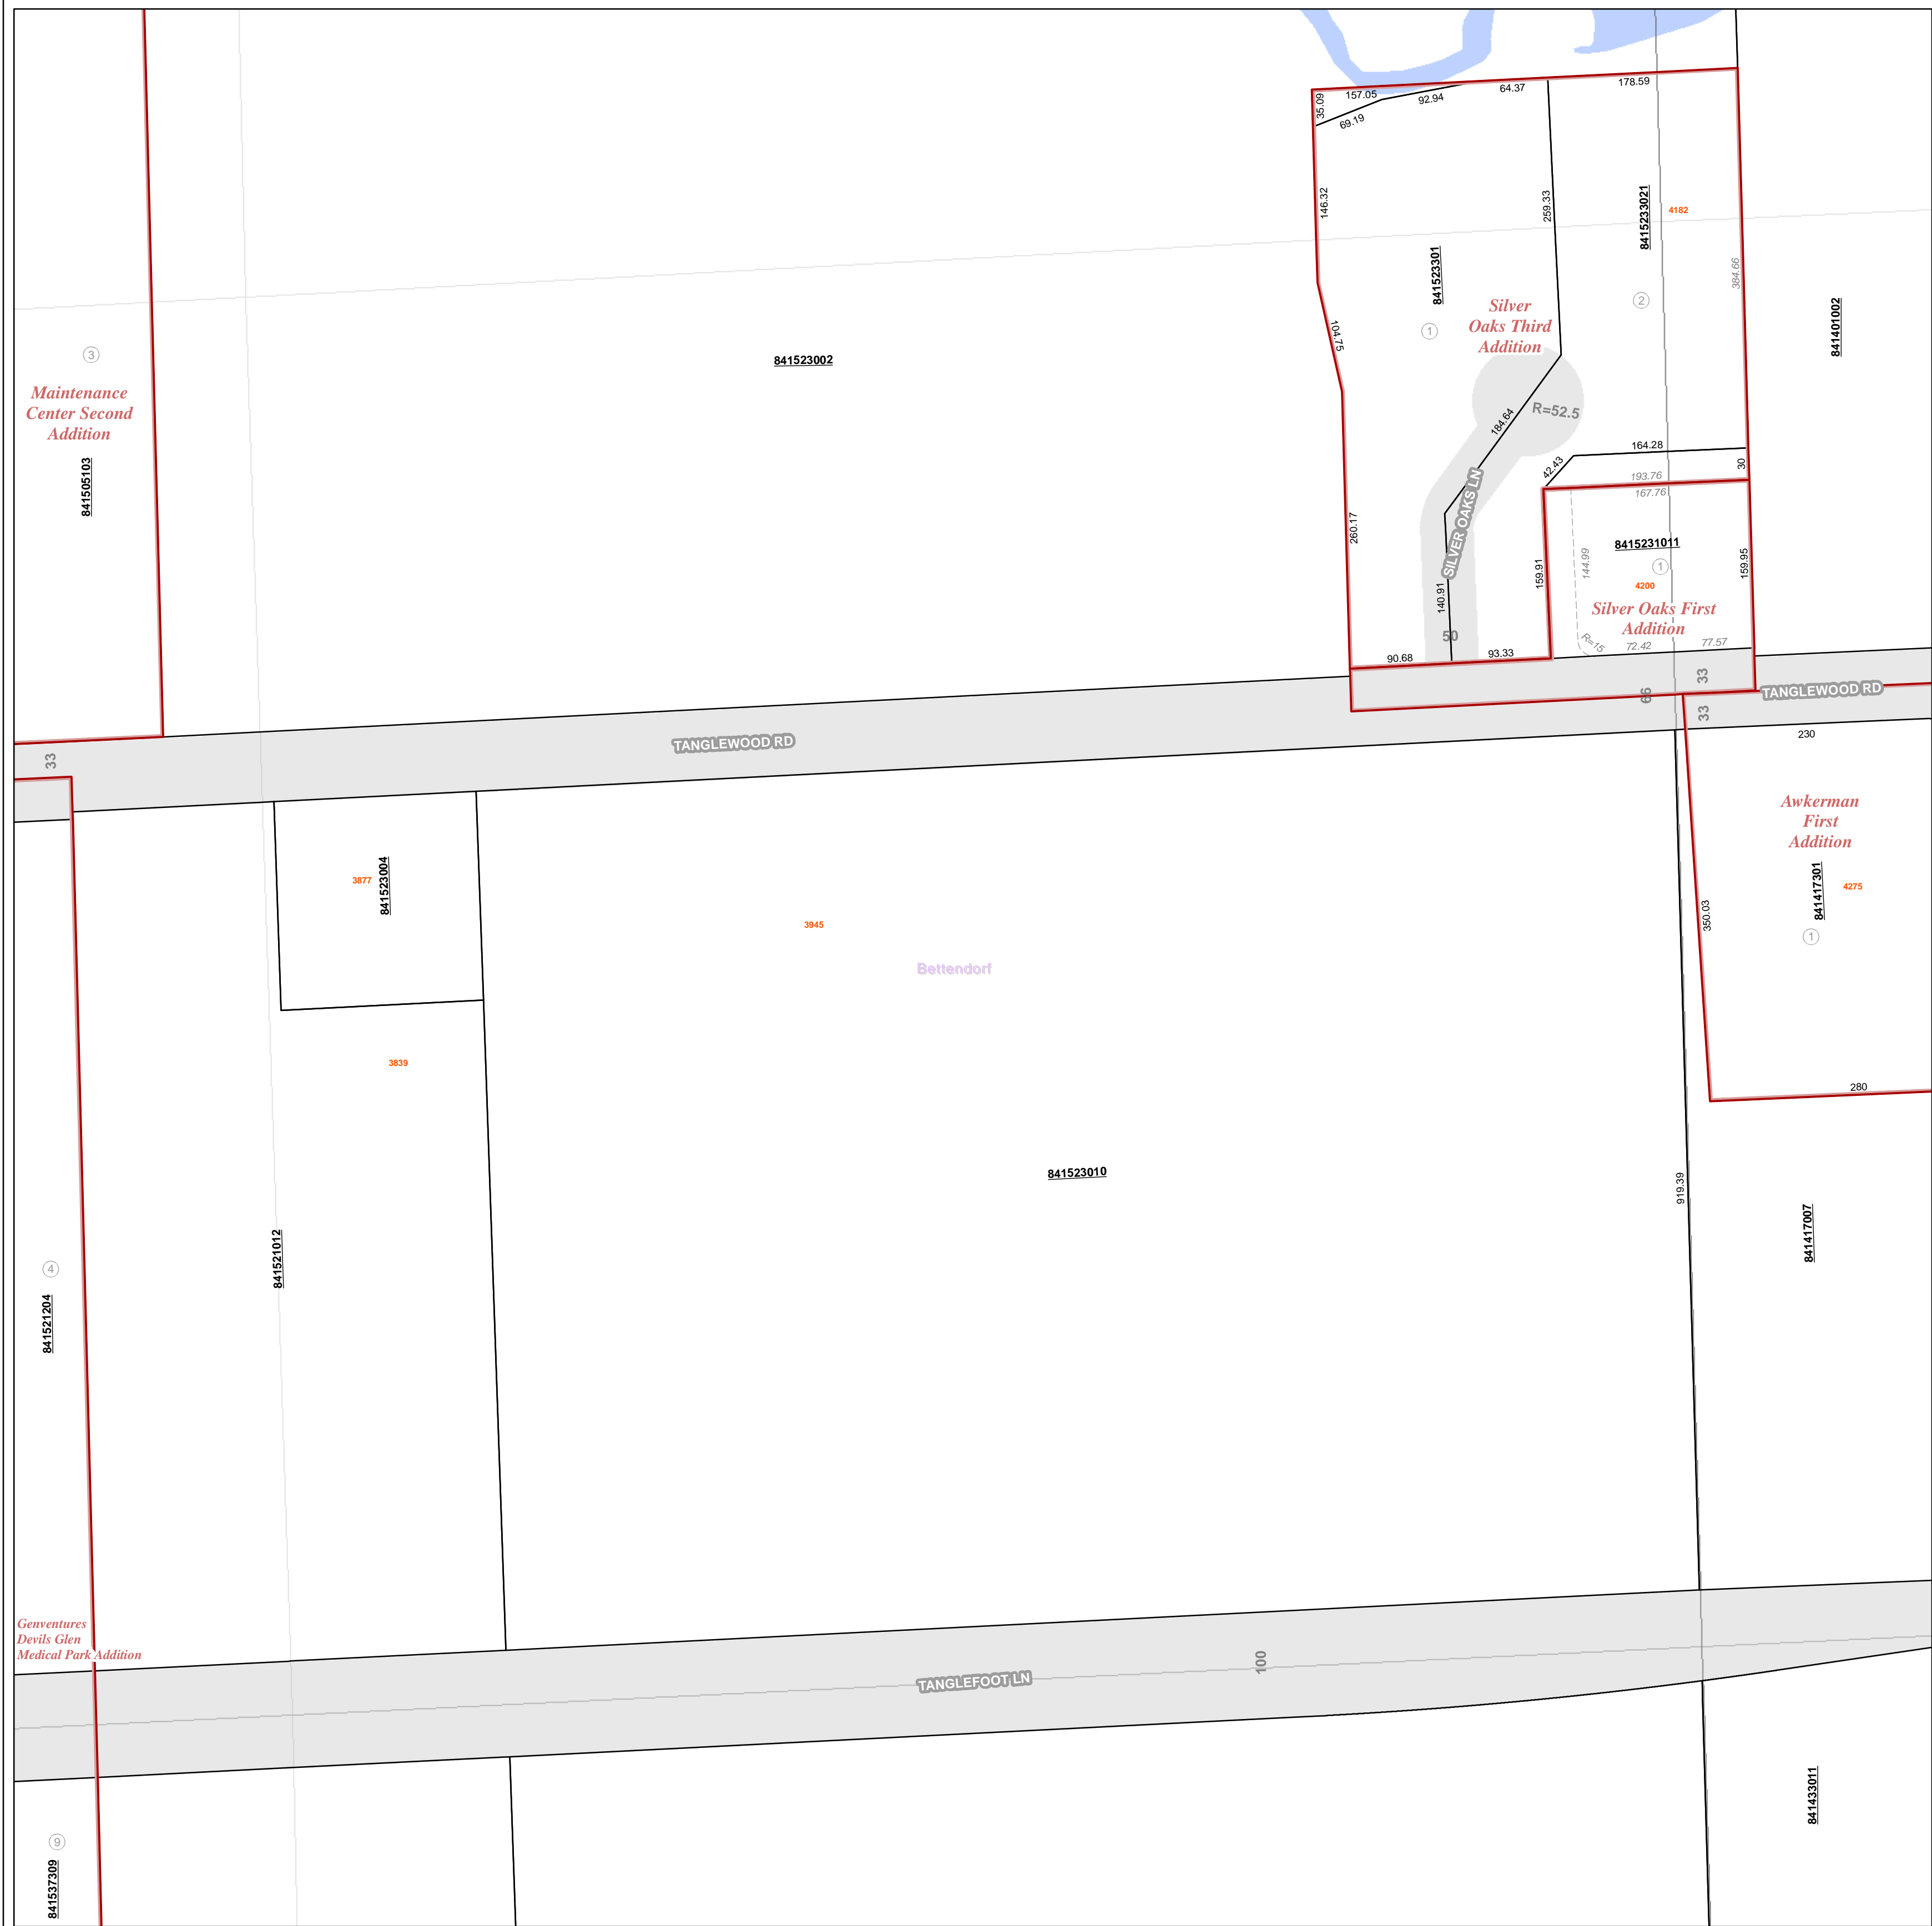 35.09
157.05
69.19
92.94
64.37
178.59
146.32
259.33
8415233021
4182
384.66
841523301
841401002
Silver
Oaks Third
Addition
1
2
104.75
841523002
3
Maintenance
Center Second
Addition
841505103
R=52.5
184.64
164.28
42.43
193.76
30
167.76
SILVER OAKS LN
260.17
8415231011
1
4200
144.99
159.91
159.95
Silver Oaks First
Addition
140.91
50
R=15
72.42
77.57
90.68
93.33
66
33
33
TANGLEWOOD RD
TANGLEWOOD RD
33
230
Awkerman
First
Addition
841417301
4275
1
350.03
3877
841523004
3945
Bettendorf
3839
280
841523010
919.39
841417007
841521012
4
841521204
Genventures
Devils Glen
Medical Park Addition
100
TANGLEFOOT LN
841433011
9
841537309